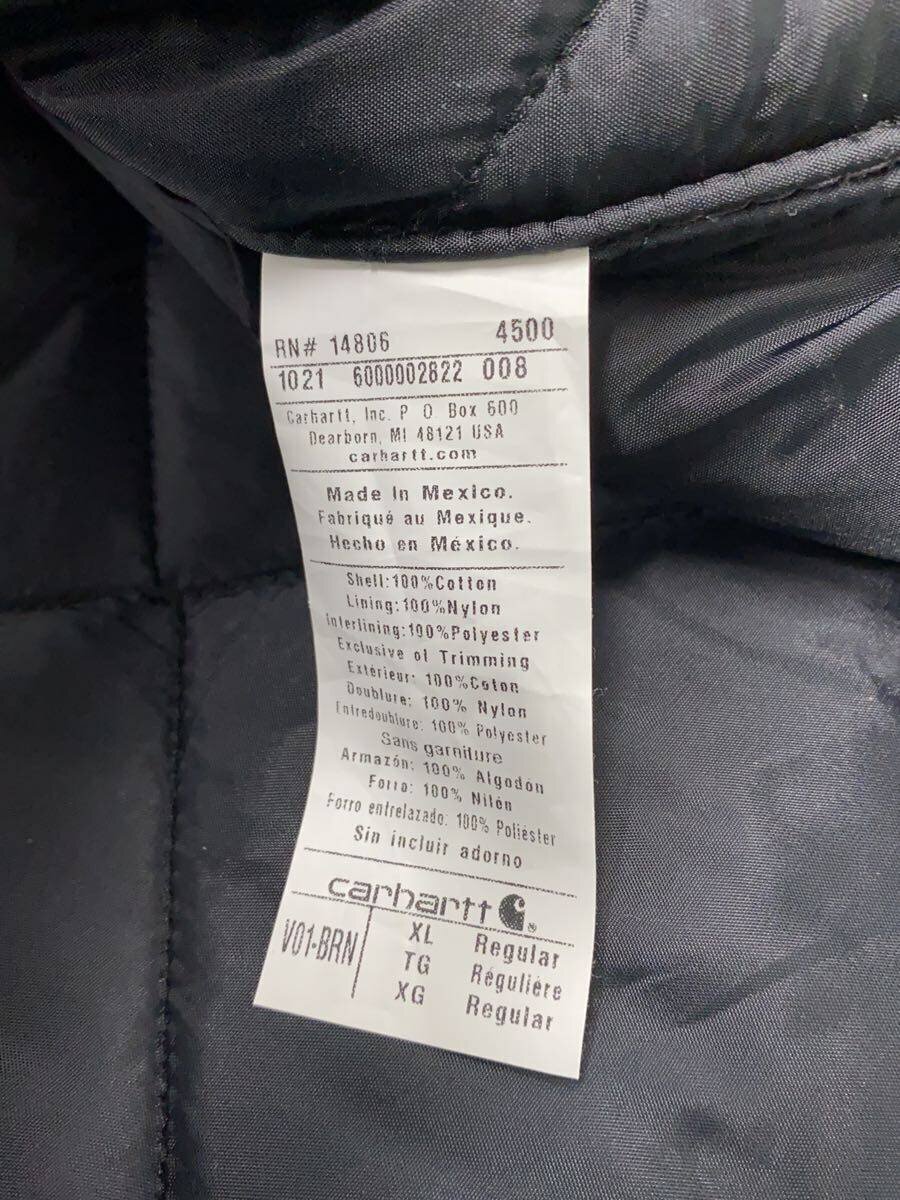 RN# 14806 4500
1021 6000002822 008
Carhartt, Inc. P O Box 600
Dearborn, MI 48121 USA
carhartt.com
Made In Mexico.
Fabriqué au Mexique.
Hecho en México.
Shell:100%Cotton
Lining:100%Nylon
Interlining:100%Polyester
Exclusive of Trimming
Extérieur: 100%Coton
Doublure: 100% Nylon
Entredoublure: 100% Polyester
Sans garniture
Armazón: 100% Algodón
Forro: 100% Nilón
Forro entrelazado: 100% Poliéster
Sin incluir adorno
carhartt
V01-BRN XL Regular
TG Régulière
XG Regular